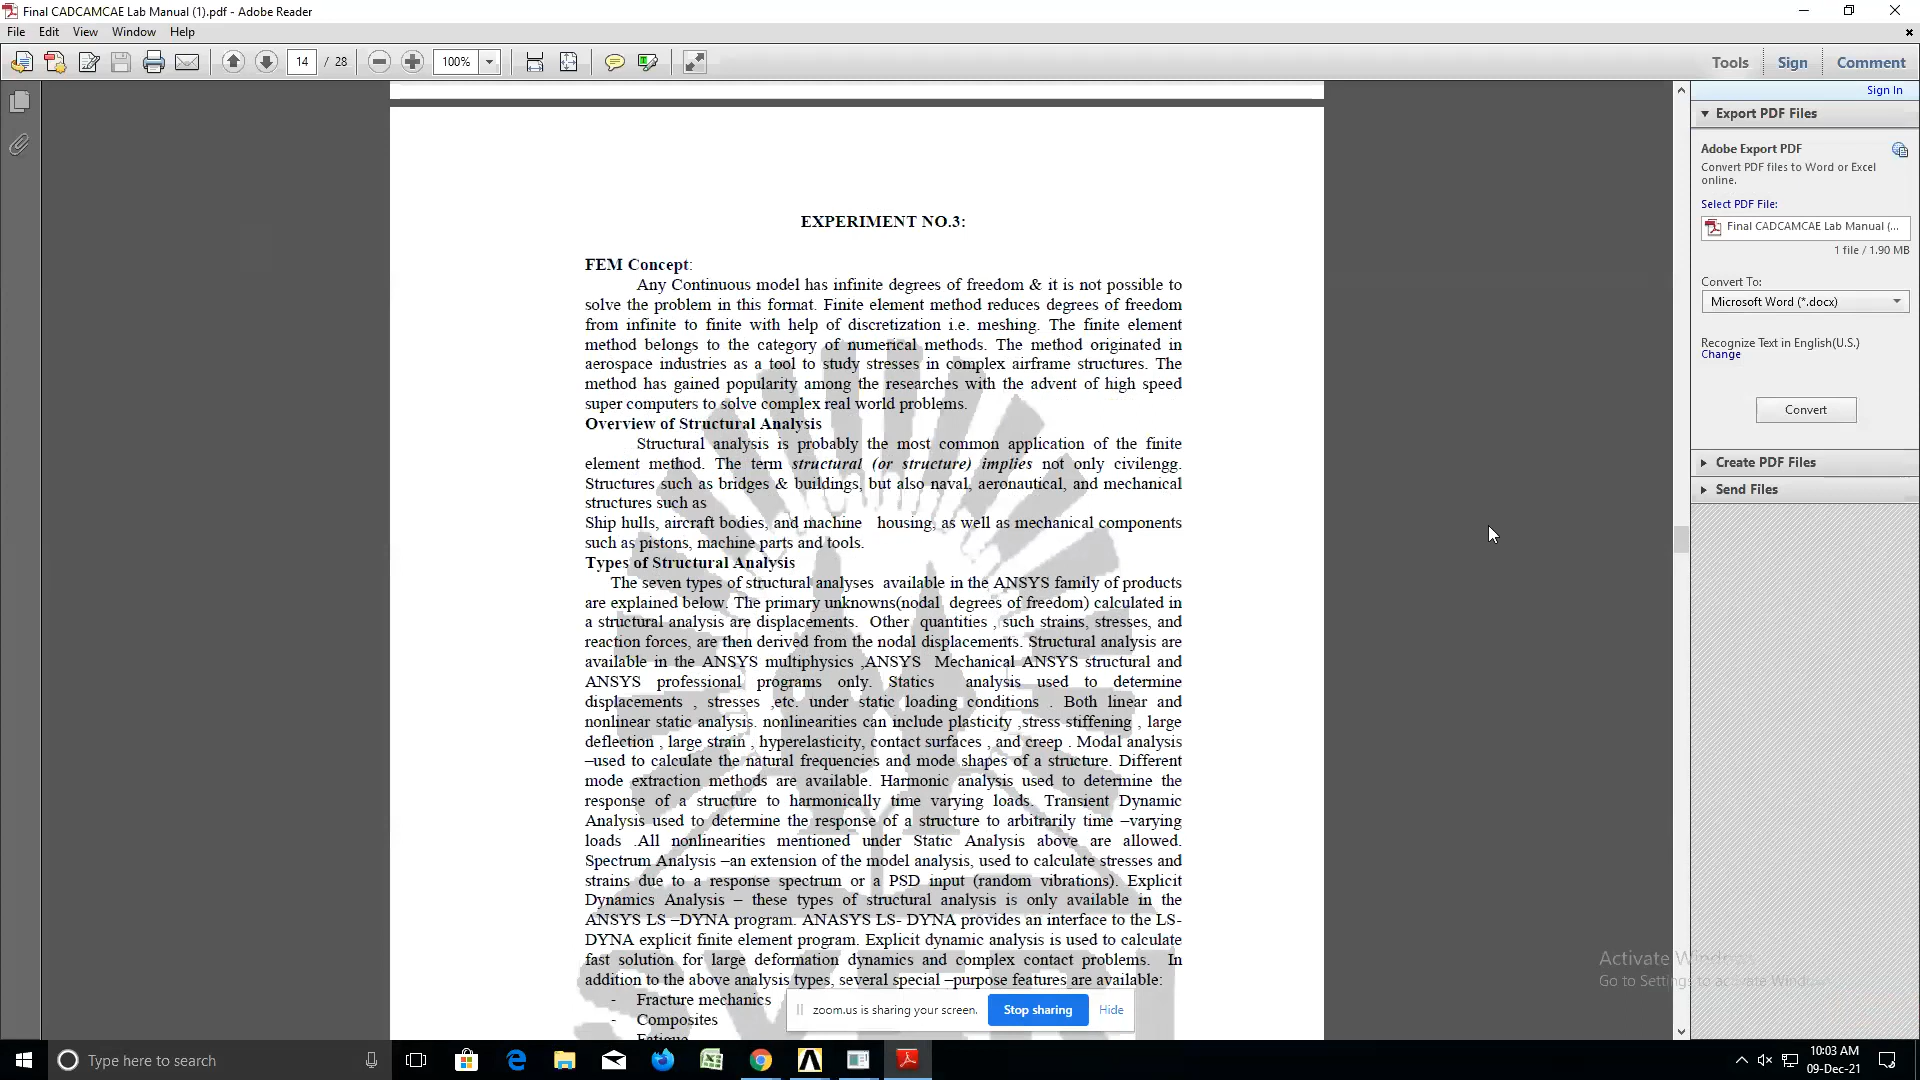 Final CADCAMCAE Lab Manual (1).pdf - Adobe Reader
File Edit View Window Help
14 / 28 100% Tools Sign Comment
Sign In
Export PDF Files
Adobe Export PDF
Convert PDF files to Word or Excel
online.
Select PDF File:
Final CADCAMCAE Lab Manual (...
1 file / 1.90 MB
Convert To:
Microsoft Word (*.docx)
Recognize Text in English(U.S.)
Change
Convert
Create PDF Files
Send Files
EXPERIMENT NO.3:
FEM Concept:
Any Continuous model has infinite degrees of freedom & it is not possible to
solve the problem in this format. Finite element method reduces degrees of freedom
from infinite to finite with help of discretization i.e. meshing. The finite element
method belongs to the category of numerical methods. The method originated in
aerospace industries as a tool to study stresses in complex airframe structures. The
method has gained popularity among the researches with the advent of high speed
super computers to solve complex real world problems.
Overview of Structural Analysis
Structural analysis is probably the most common application of the finite
element method. The term structural (or structure) implies not only civilengg.
Structures such as bridges & buildings, but also naval, aeronautical, and mechanical
structures such as
Ship hulls, aircraft bodies, and machine housing, as well as mechanical components
such as pistons, machine parts and tools.
Types of Structural Analysis
The seven types of structural analyses available in the ANSYS family of products
are explained below. The primary unknowns(nodal degrees of freedom) calculated in
a structural analysis are displacements. Other quantities , such strains, stresses, and
reaction forces, are then derived from the nodal displacements. Structural analysis are
available in the ANSYS multiphysics ,ANSYS Mechanical ANSYS structural and
ANSYS professional programs only. Statics analysis used to determine
displacements , stresses ,etc. under static loading conditions . Both linear and
nonlinear static analysis. nonlinearities can include plasticity ,stress stiffening , large
deflection , large strain , hyperelasticity, contact surfaces , and creep . Modal analysis
–used to calculate the natural frequencies and mode shapes of a structure. Different
mode extraction methods are available. Harmonic analysis used to determine the
response of a structure to harmonically time varying loads. Transient Dynamic
Analysis used to determine the response of a structure to arbitrarily time –varying
loads .All nonlinearities mentioned under Static Analysis above are allowed.
Spectrum Analysis –an extension of the model analysis, used to calculate stresses and
strains due to a response spectrum or a PSD input (random vibrations). Explicit
Dynamics Analysis – these types of structural analysis is only available in the
ANSYS LS –DYNA program. ANASYS LS- DYNA provides an interface to the LS-
DYNA explicit finite element program. Explicit dynamic analysis is used to calculate
fast solution for large deformation dynamics and complex contact problems. In
addition to the above analysis types, several special –purpose features are available:
- Fracture mechanics
- Composites
Fatigue
zoom.us is sharing your screen. Stop sharing Hide
Activate Windows
Go to Settings to activate Windows.
Type here to search
10:03 AM
09-Dec-21